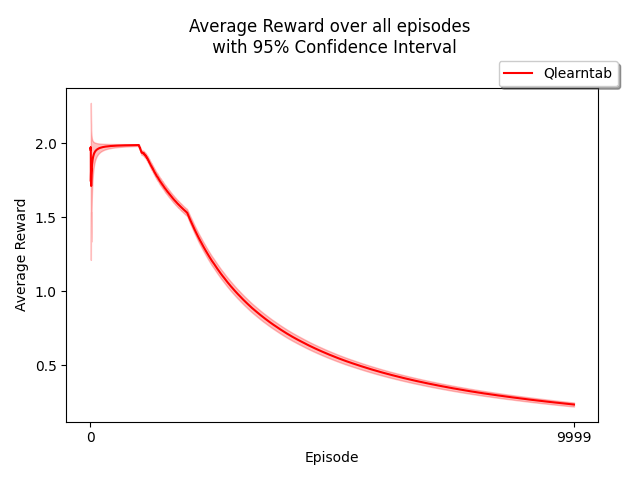 Average Reward over all episodes
with 95% Confidence Interval
Qlearntab
2.0
1.5
1.0
0.5
Average Reward
0
9999
Episode